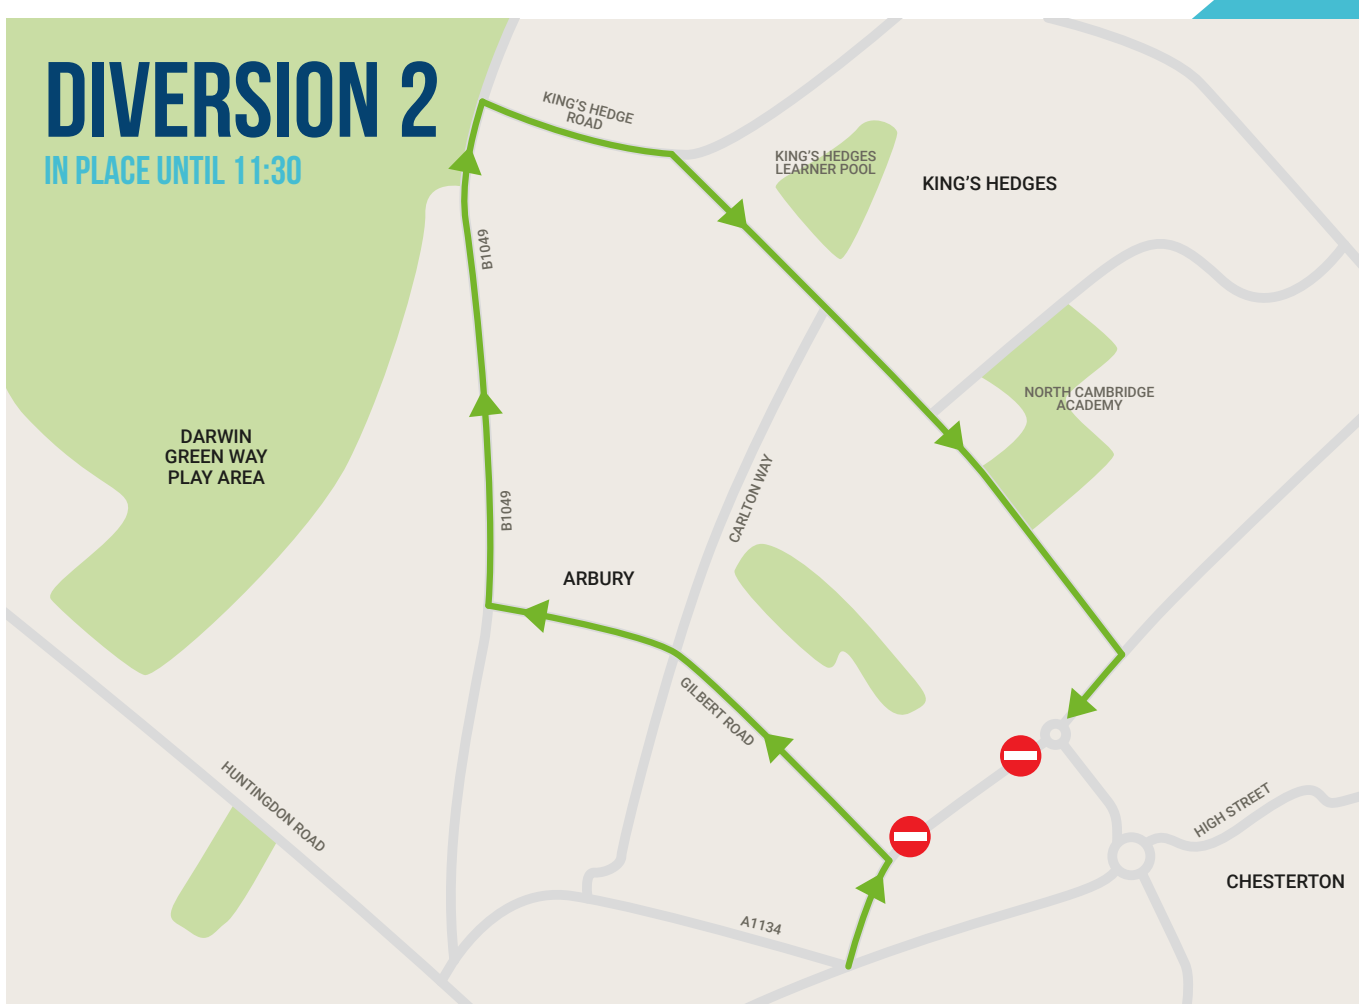 DIVERSION 2
IN PLACE UNTIL 11:30
KING'S HEDGE
ROAD
KING'S HEDGES
LEARNER POOL
KING'S HEDGES
B1049
NORTH CAMBRIDGE
ACADEMY
DARWIN
GREEN WAY
PLAY AREA
CARLTON WAY
B1049
ARBURY
GILBERT ROAD
HUNTINGDON ROAD
HIGH STREET
CHESTERTON
A1134